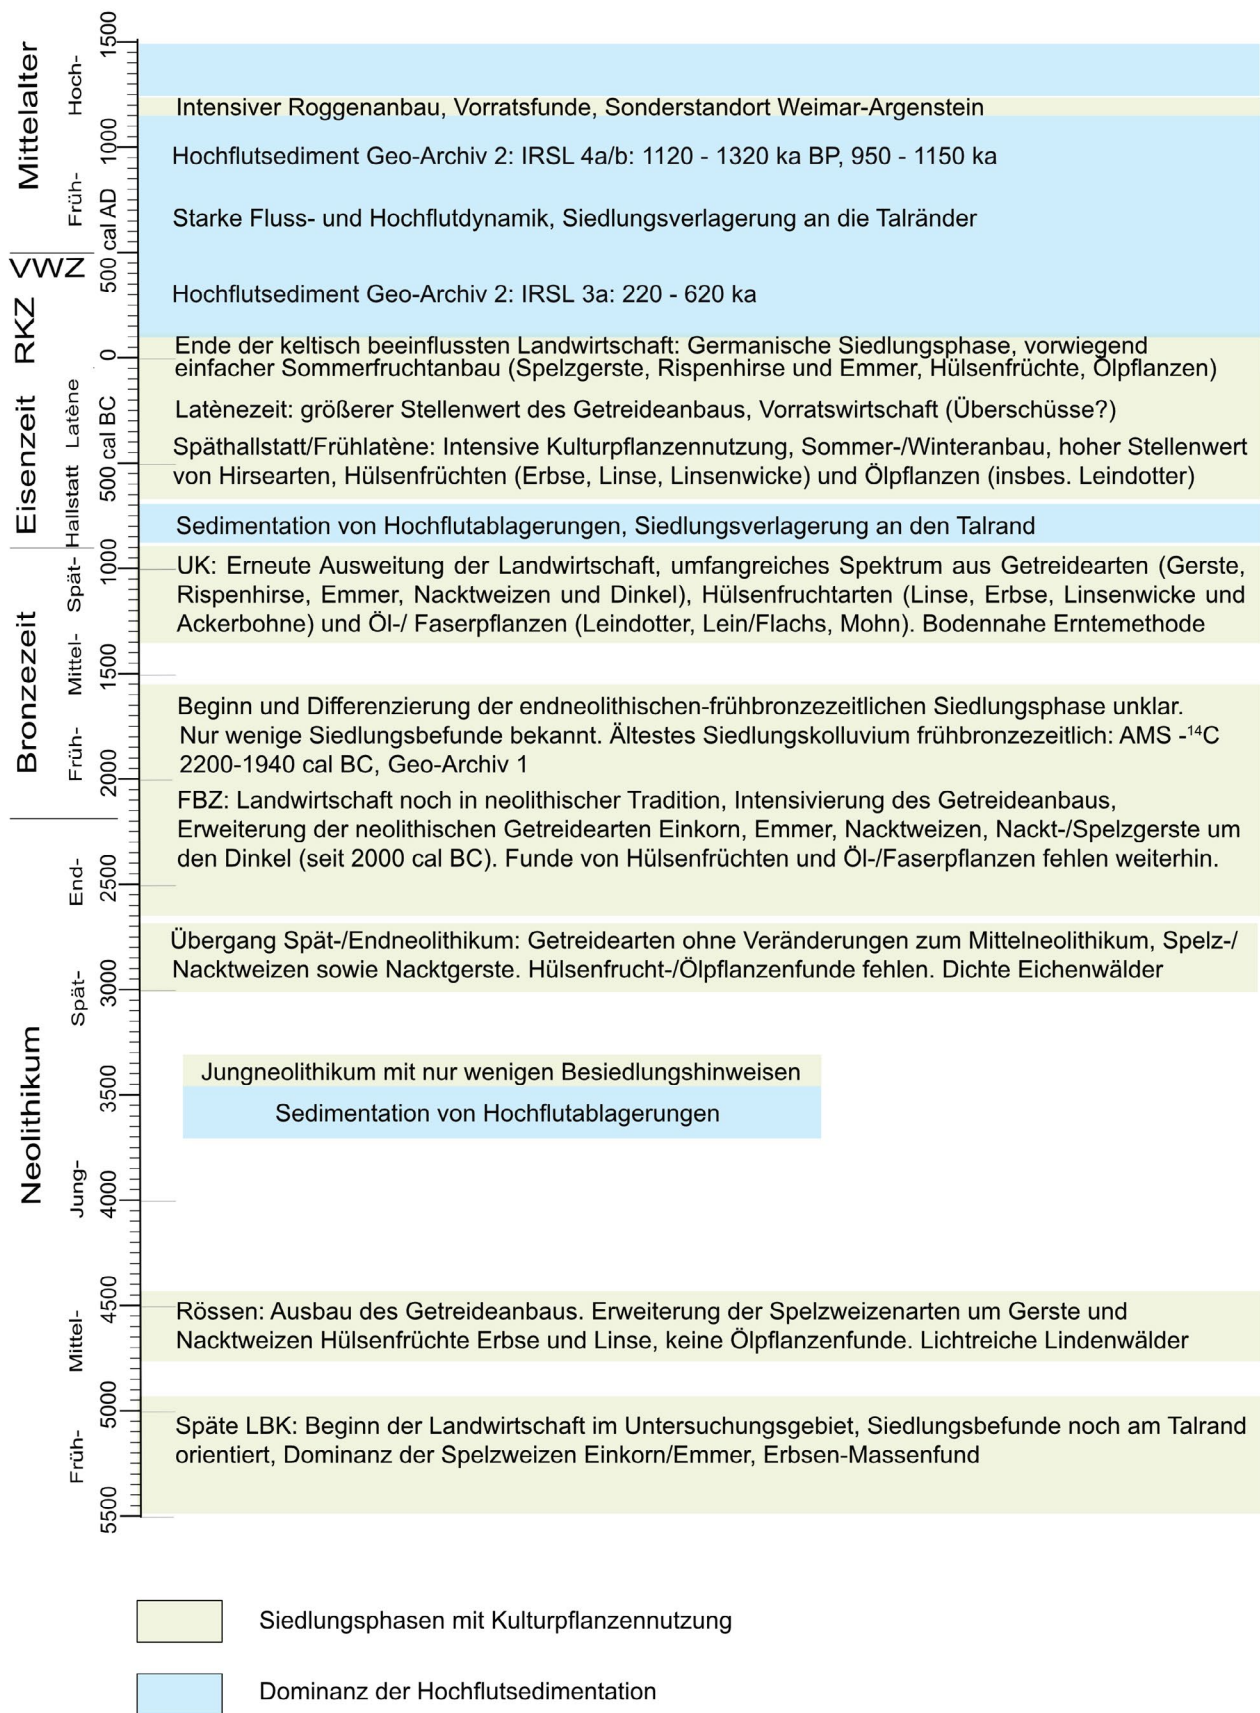 Mittelalter
Hoch-
Früh-
VWZ
RKZ
Eisenzeit
Latène
Hallstatt
Bronzezeit
Spät-
Mittel-
Früh-
Neolithikum
End-
Spät-
Jung-
Mittel-
Früh-
1500
1000
500 cal AD
0
500 cal BC
1000
1500
2000
2500
3000
3500
4000
4500
5000
5500
Intensiver Roggenanbau, Vorratsfunde, Sonderstandort Weimar-Argenstein
Hochflutsediment Geo-Archiv 2: IRSL 4a/b: 1120 - 1320 ka BP, 950 - 1150 ka
Starke Fluss- und Hochflutdynamik, Siedlungsverlagerung an die Talränder
Hochflutsediment Geo-Archiv 2: IRSL 3a: 220 - 620 ka
Ende der keltisch beeinflussten Landwirtschaft: Germanische Siedlungsphase, vorwiegend
einfacher Sommerfruchtanbau (Spelzgerste, Rispenhirse und Emmer, Hülsenfrüchte, Ölpflanzen)
Latènezeit: größerer Stellenwert des Getreideanbaus, Vorratswirtschaft (Überschüsse?)
Späthallstatt/Frühlatène: Intensive Kulturpflanzennutzung, Sommer-/Winteranbau, hoher Stellenwert
von Hirsearten, Hülsenfrüchten (Erbse, Linse, Linsenwicke) und Ölpflanzen (insbes. Leindotter)
Sedimentation von Hochflutablagerungen, Siedlungsverlagerung an den Talrand
UK: Erneute Ausweitung der Landwirtschaft, umfangreiches Spektrum aus Getreidearten (Gerste,
Rispenhirse, Emmer, Nacktweizen und Dinkel), Hülsenfruchtarten (Linse, Erbse, Linsenwicke und
Ackerbohne) und Öl-/ Faserpflanzen (Leindotter, Lein/Flachs, Mohn). Bodennahe Erntemethode
Beginn und Differenzierung der endneolithischen-frühbronzezeitlichen Siedlungsphase unklar.
Nur wenige Siedlungsbefunde bekannt. Ältestes Siedlungskolluvium frühbronzezeitlich: AMS -¹⁴C
2200-1940 cal BC, Geo-Archiv 1
FBZ: Landwirtschaft noch in neolithischer Tradition, Intensivierung des Getreideanbaus,
Erweiterung der neolithischen Getreidearten Einkorn, Emmer, Nacktweizen, Nackt-/Spelzgerste um
den Dinkel (seit 2000 cal BC). Funde von Hülsenfrüchten und Öl-/Faserpflanzen fehlen weiterhin.
Übergang Spät-/Endneolithikum: Getreidearten ohne Veränderungen zum Mittelneolithikum, Spelz-/
Nacktweizen sowie Nacktgerste. Hülsenfrucht-/Ölpflanzenfunde fehlen. Dichte Eichenwälder
Jungneolithikum mit nur wenigen Besiedlungshinweisen
Sedimentation von Hochflutablagerungen
Rössen: Ausbau des Getreideanbaus. Erweiterung der Spelzweizenarten um Gerste und
Nacktweizen Hülsenfrüchte Erbse und Linse, keine Ölpflanzenfunde. Lichtreiche Lindenwälder
Späte LBK: Beginn der Landwirtschaft im Untersuchungsgebiet, Siedlungsbefunde noch am Talrand
orientiert, Dominanz der Spelzweizen Einkorn/Emmer, Erbsen-Massenfund
Siedlungsphasen mit Kulturpflanzennutzung
Dominanz der Hochflutsedimentation